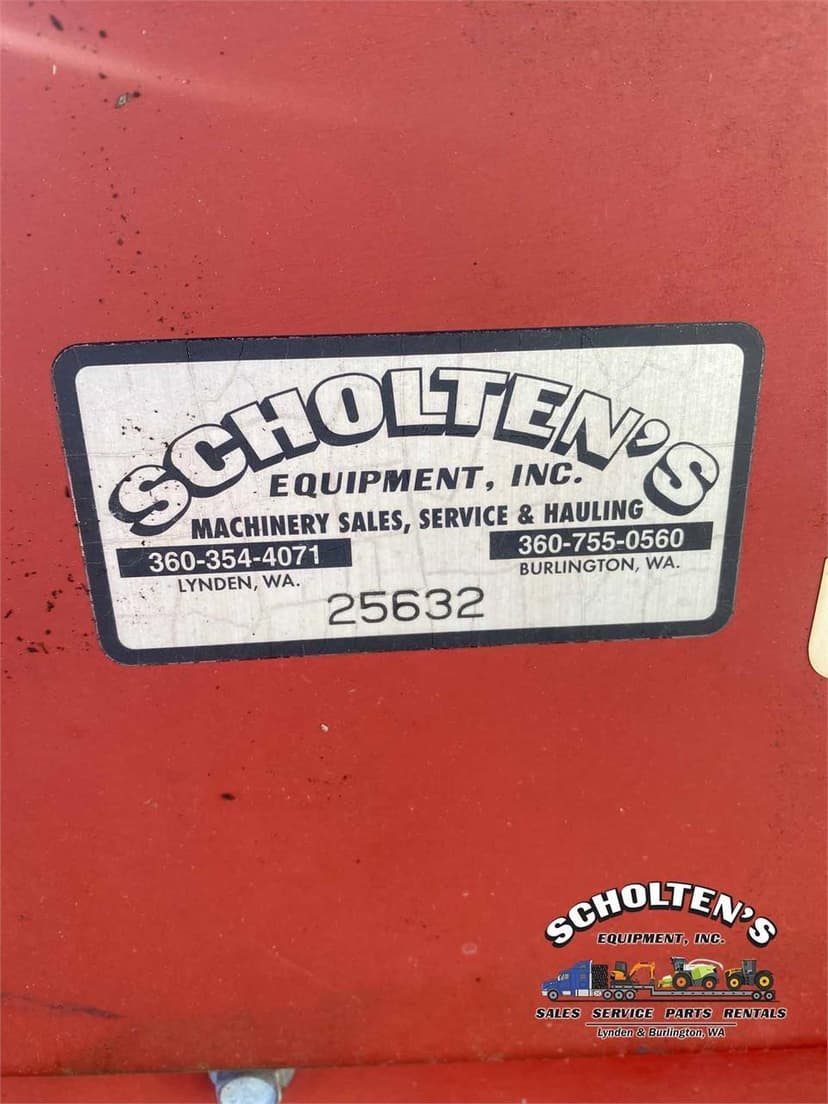 SCHOLTEN'S
EQUIPMENT, INC.
MACHINERY SALES, SERVICE & HAULING
360-354-4071 360-755-0560
LYNDEN, WA. BURLINGTON, WA.
25632
SCHOLTEN'S
EQUIPMENT, INC.
SALES SERVICE PARTS RENTALS
Lynden & Burlington, WA